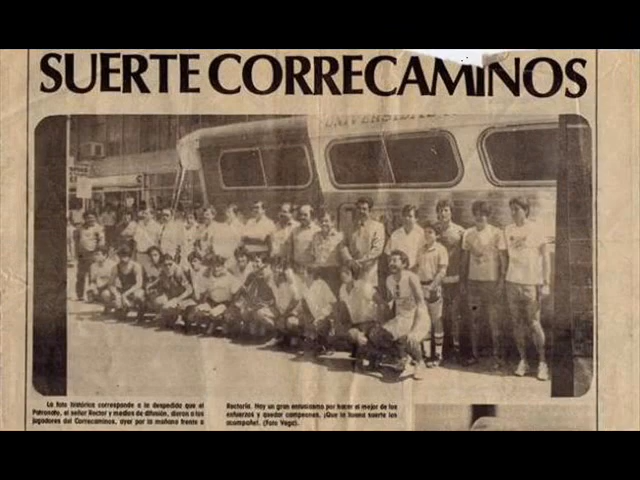 SUERTE CORRECAMINOS
UNIVERSIDAD
La foto histórica corresponde a la despedida que el
Patronato, el señor Rector y medios de difusión, dieron a los
jugadores del Correcaminos, ayer por la mañana frente a
Rectoría. Hay un gran entusiasmo por hacer el mejor de los
esfuerzos y quedar campeones. ¡Que la buena suerte los
acompañe!. (Foto Vega).